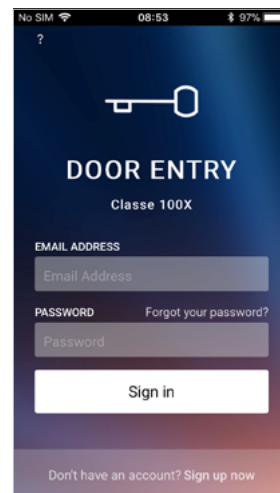 No SIM 08:53 97%
?
DOOR ENTRY
Classe 100X
EMAIL ADDRESS
Email Address
PASSWORD Forgot your password?
Password
Sign in
Don't have an account? Sign up now